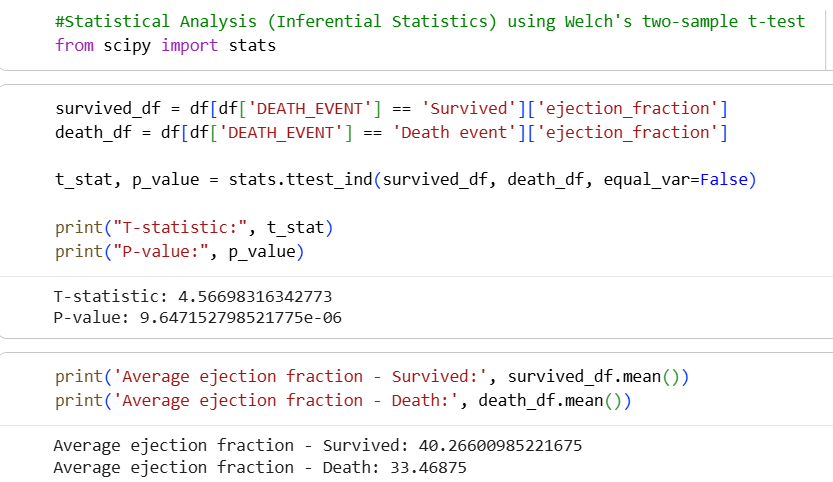 #Statistical Analysis (Inferential Statistics) using Welch's two-sample t-test
from scipy import stats
survived_df = df[df['DEATH_EVENT'] == 'Survived']['ejection_fraction']
death_df = df[df['DEATH_EVENT'] == 'Death event']['ejection_fraction']
t_stat, p_value = stats.ttest_ind(survived_df, death_df, equal_var=False)
print("T-statistic:", t_stat)
print("P-value:", p_value)
T-statistic: 4.56698316342773
P-value: 9.647152798521775e-06
print('Average ejection fraction - Survived:', survived_df.mean())
print('Average ejection fraction - Death:', death_df.mean())
Average ejection fraction - Survived: 40.26600985221675
Average ejection fraction - Death: 33.46875